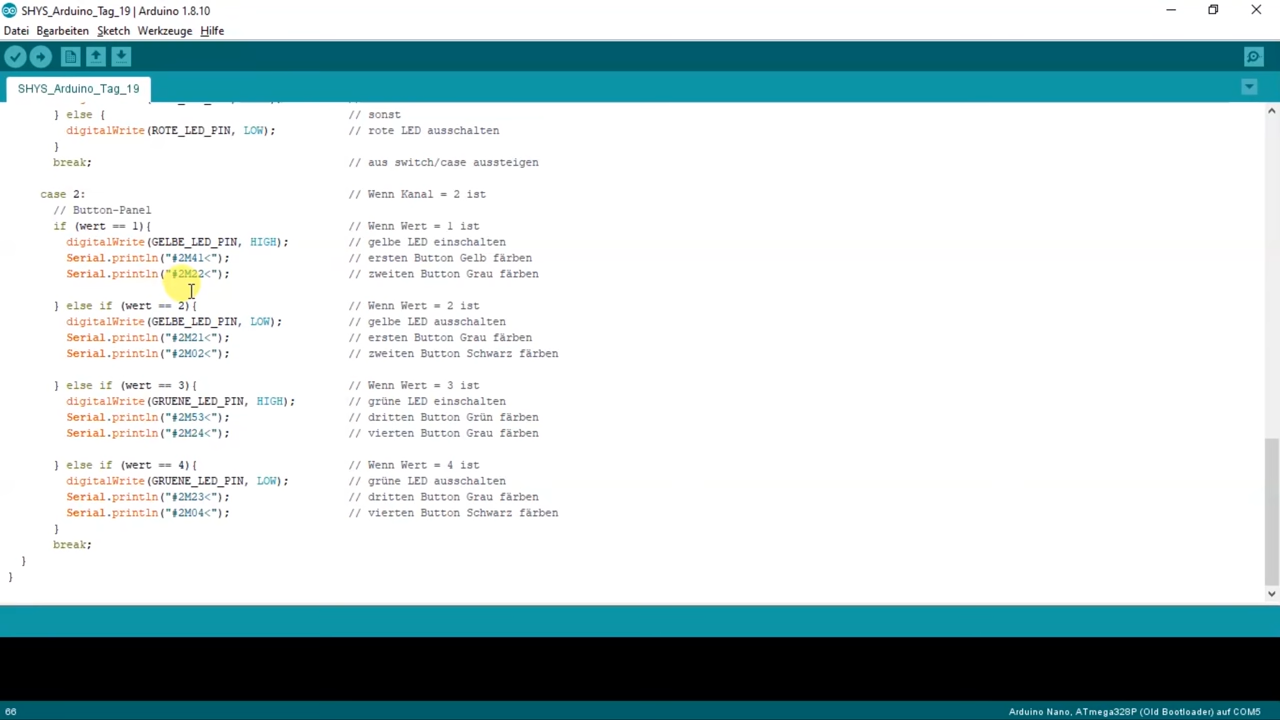 SHYS_Arduino_Tag_19 | Arduino 1.8.10
Datei Bearbeiten Sketch Werkzeuge Hilfe
SHYS_Arduino_Tag_19
} else { // sonst
digitalWrite(ROTE_LED_PIN, LOW); // rote LED ausschalten
}
break; // aus switch/case aussteigen
case 2: // Wenn Kanal = 2 ist
// Button-Panel
if (wert == 1){ // Wenn Wert = 1 ist
digitalWrite(GELBE_LED_PIN, HIGH); // gelbe LED einschalten
Serial.println("#2M41<"); // ersten Button Gelb färben
Serial.println("#2M22<"); // zweiten Button Grau färben
} else if (wert == 2){ // Wenn Wert = 2 ist
digitalWrite(GELBE_LED_PIN, LOW); // gelbe LED ausschalten
Serial.println("#2M21<"); // ersten Button Grau färben
Serial.println("#2M02<"); // zweiten Button Schwarz färben
} else if (wert == 3){ // Wenn Wert = 3 ist
digitalWrite(GRUENE_LED_PIN, HIGH); // grüne LED einschalten
Serial.println("#2M53<"); // dritten Button Grün färben
Serial.println("#2M24<"); // vierten Button Grau färben
} else if (wert == 4){ // Wenn Wert = 4 ist
digitalWrite(GRUENE_LED_PIN, LOW); // grüne LED ausschalten
Serial.println("#2M23<"); // dritten Button Grau färben
Serial.println("#2M04<"); // vierten Button Schwarz färben
}
break;
}
}
66 Arduino Nano, ATmega328P (Old Bootloader) auf COM5